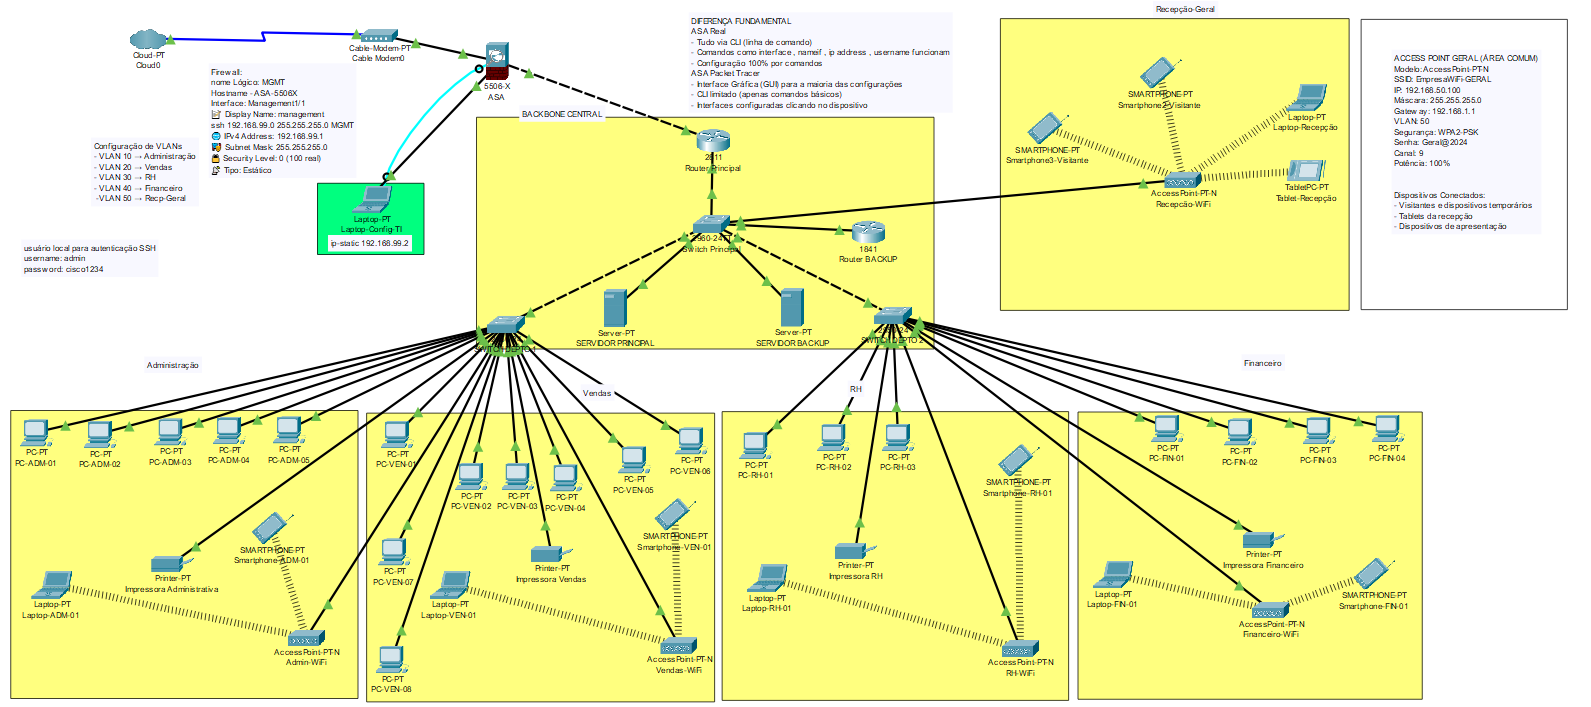 Recepção-Geral
Cloud-PT
Cloud0
Cable-Modem-PT
Cable Modem0
5506-X
ASA
DIFERENÇA FUNDAMENTAL
ASA Real
- Tudo via CLI (linha de comando)
- Comandos como interface , nameif , ip address , username funcionam
- Configuração 100% por comandos
ASA Packet Tracer
- Interface Gráfica (GUI) para a maioria das configurações
- CLI limitado (apenas comandos básicos)
- Interfaces configuradas clicando no dispositivo
Firewall:
nome Lógico: MGMT
Hostname - ASA-5506X
Interface: Management1/1
Display Name: management
ssh 192.168.99.0 255.255.255.0 MGMT
IPv4 Address: 192.168.99.1
Subnet Mask: 255.255.255.0
Security Level: 0 (100 real)
Tipo: Estático
Configuração de VLANs
- VLAN 10 → Administração
- VLAN 20 → Vendas
- VLAN 30 → RH
- VLAN 40 → Financeiro
-VLAN 50 → Recp-Geral
usuário local para autenticação SSH
username: admin
password: cisco1234
Laptop-PT
Laptop-Config-TI
ip-static 192.168.99.2
BACKBONE CENTRAL
2811
Router Principal
2960-24TT
Switch Principal
1841
Router BACKUP
Server-PT
SERVIDOR PRINCIPAL
Server-PT
SERVIDOR BACKUP
SWITCH DEPTO 1
2960-24
SWITCH DEPTO 2
SMARTPHONE-PT
Smartphone2-Visitante
SMARTPHONE-PT
Smartphone3-Visitante
Laptop-PT
Laptop-Recepção
TabletPC-PT
Tablet-Recepção
AccessPoint-PT-N
Recepcão-WiFi
ACCESS POINT GERAL (ÁREA COMUM)
Modelo: AccessPoint-PT-N
SSID: EmpresaWiFi-GERAL
IP: 192.168.50.100
Máscara: 255.255.255.0
Gateway: 192.168.1.1
VLAN: 50
Segurança: WPA2-PSK
Senha: Geral@2024
Canal: 9
Potência: 100%
Dispositivos Conectados:
- Visitantes e dispositivos temporários
- Tablets da recepção
- Dispositivos de apresentação
Administração
PC-PT
PC-ADM-01
PC-PT
PC-ADM-02
PC-PT
PC-ADM-03
PC-PT
PC-ADM-04
PC-PT
PC-ADM-05
Printer-PT
Impressora Administrativa
SMARTPHONE-PT
Smartphone-ADM-01
Laptop-PT
Laptop-ADM-01
AccessPoint-PT-N
Admin-WiFi
Vendas
PC-PT
PC-VEN-01
PC-PT
PC-VEN-02
PC-PT
PC-VEN-03
PC-PT
PC-VEN-04
PC-PT
PC-VEN-05
PC-PT
PC-VEN-06
PC-PT
PC-VEN-07
PC-PT
PC-VEN-08
Printer-PT
Impressora Vendas
SMARTPHONE-PT
Smartphone-VEN-01
Laptop-PT
Laptop-VEN-01
AccessPoint-PT-N
Vendas-WiFi
RH
PC-PT
PC-RH-01
PC-PT
PC-RH-02
PC-PT
PC-RH-03
SMARTPHONE-PT
Smartphone-RH-01
Printer-PT
Impressora RH
Laptop-PT
Laptop-RH-01
AccessPoint-PT-N
RH-WiFi
Financeiro
PC-PT
PC-FIN-01
PC-PT
PC-FIN-02
PC-PT
PC-FIN-03
PC-PT
PC-FIN-04
Printer-PT
Impressora Financeiro
Laptop-PT
Laptop-FIN-01
SMARTPHONE-PT
Smartphone-FIN-01
AccessPoint-PT-N
Financeiro-WiFi